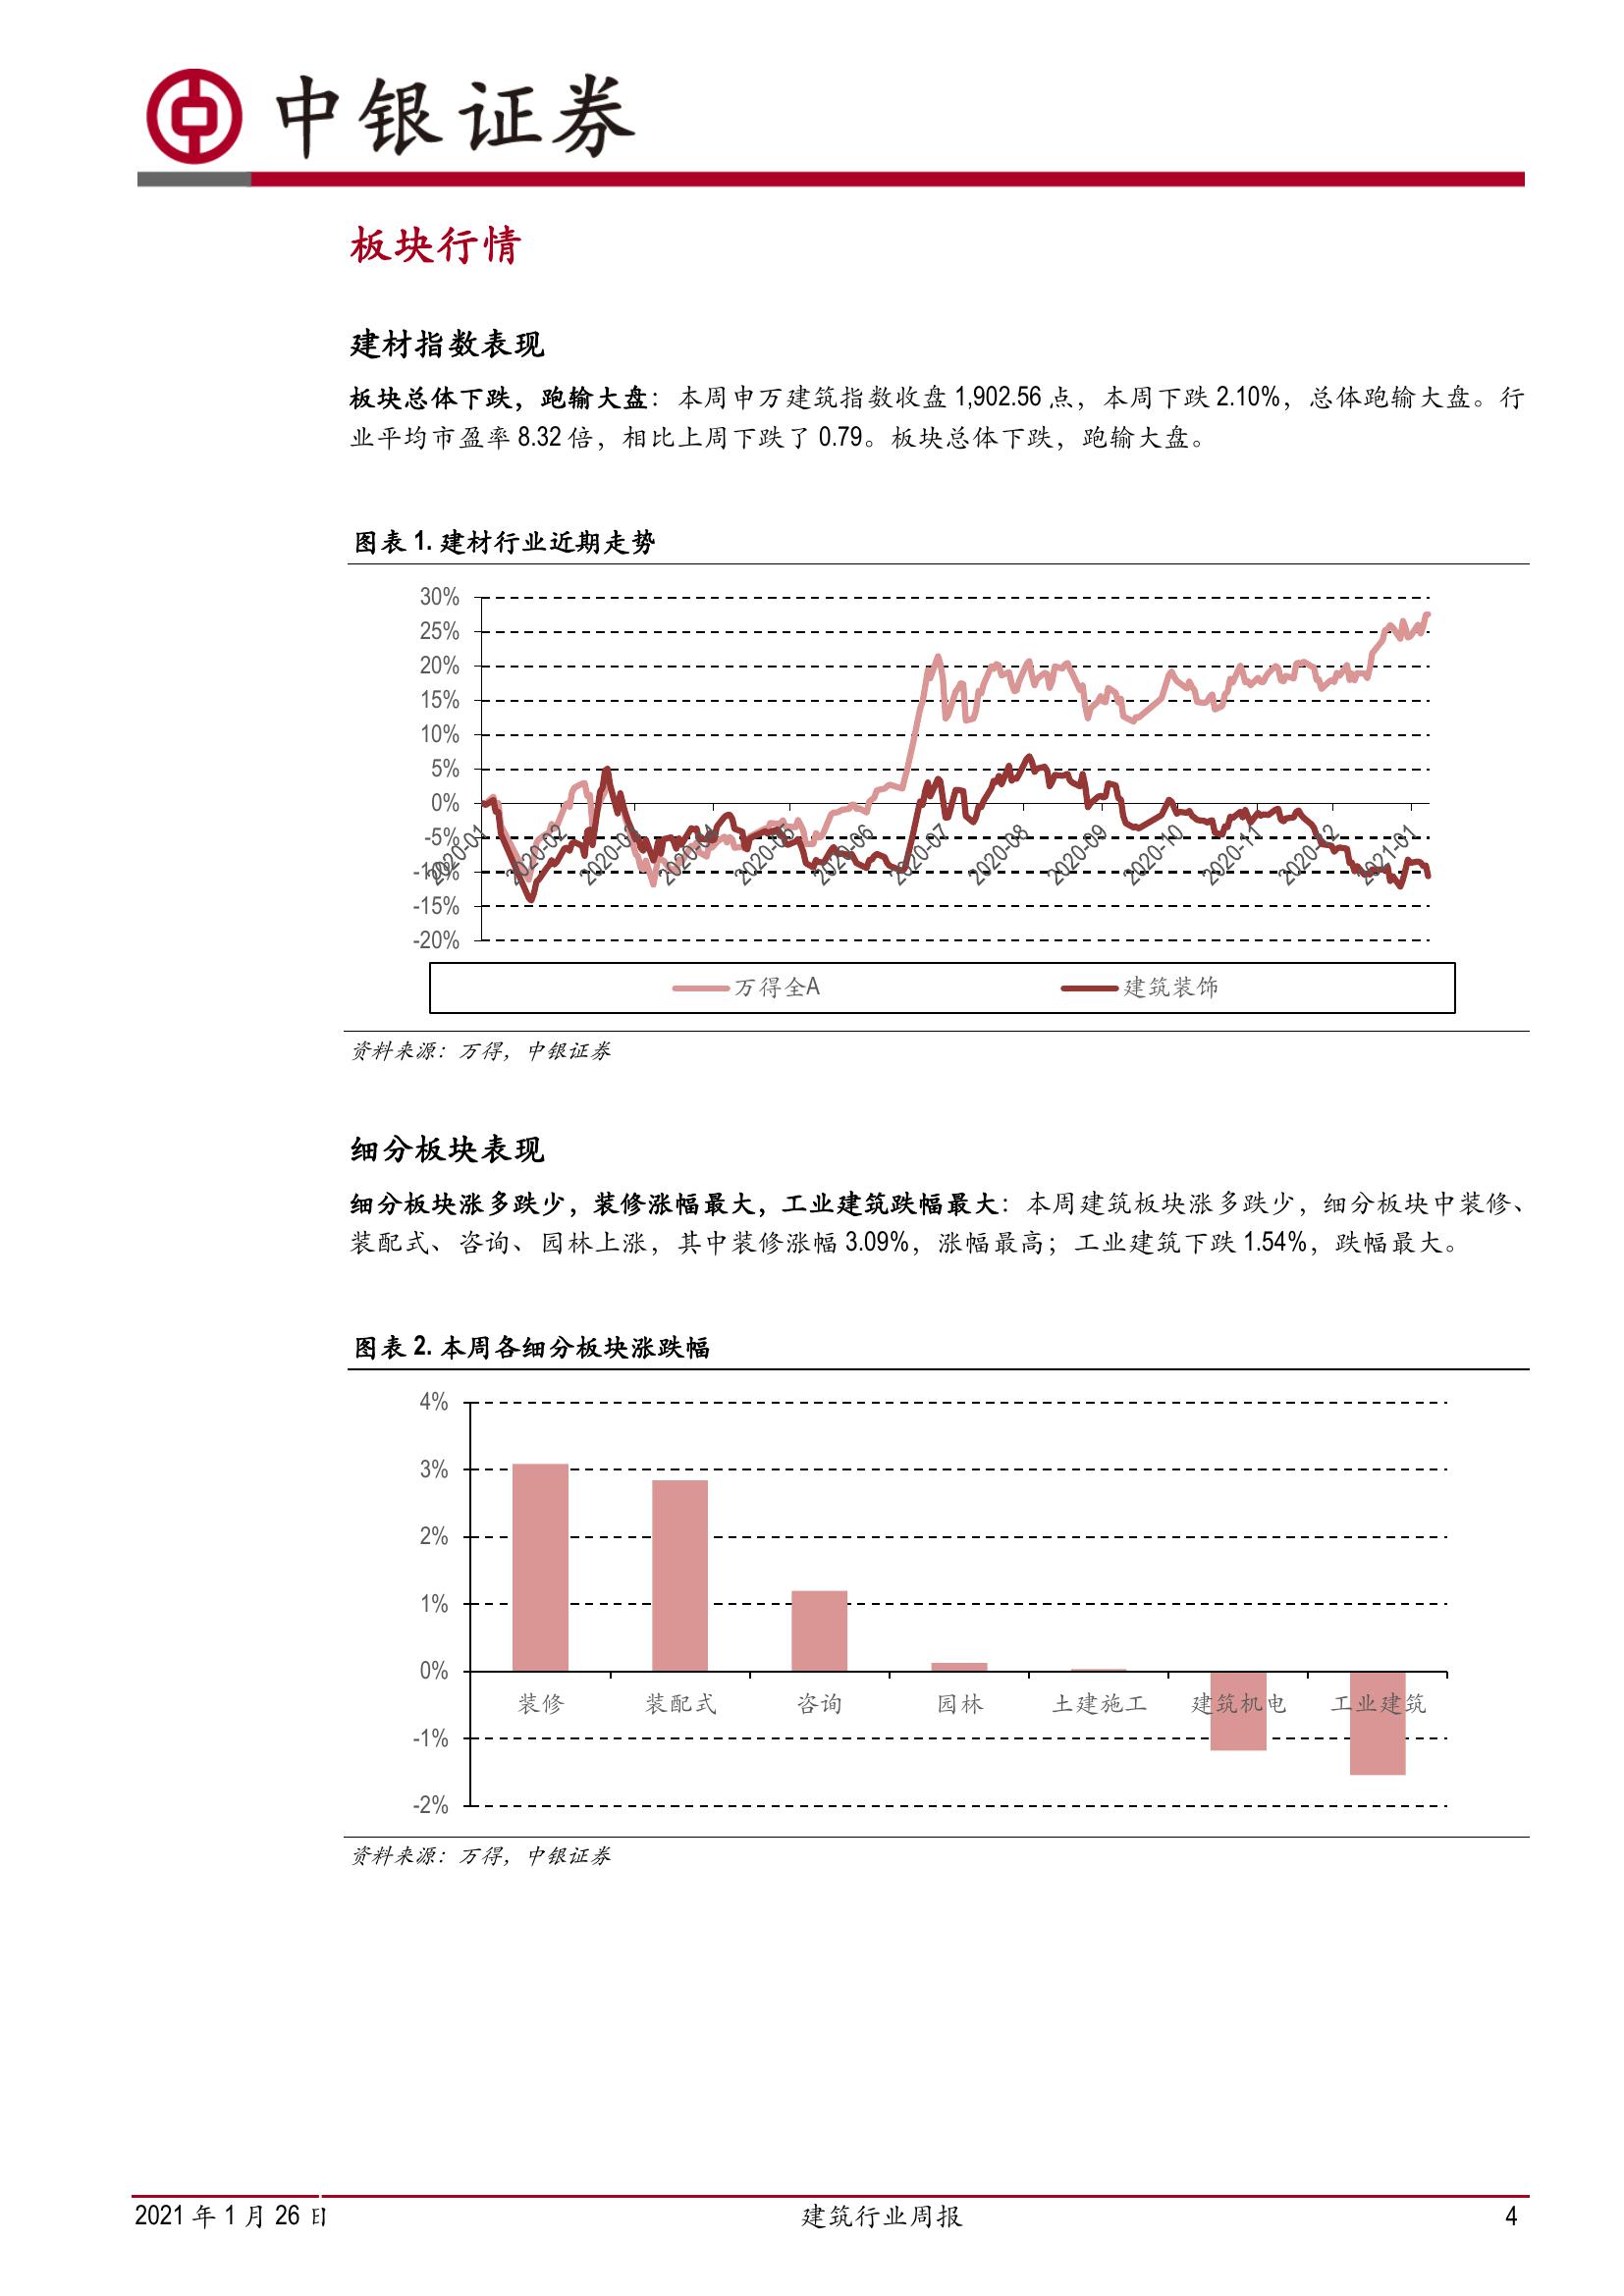 中银证券
板块行情
建材指数表现
板块总体下跌，跑输大盘：本周申万建筑指数收盘 1,902.56 点，本周下跌 2.10%，总体跑输大盘。行
业平均市盈率 8.32 倍，相比上周下跌了 0.79。板块总体下跌，跑输大盘。
图表 1. 建材行业近期走势
30%
25%
20%
15%
10%
5%
0%
-5%
-10%
-15%
-20%
2020-01
2020-02
2020-03
2020-04
2020-05
2020-06
2020-07
2020-08
2020-09
2020-10
2020-11
2020-12
2021-01
万得全A
建筑装饰
资料来源：万得，中银证券
细分板块表现
细分板块涨多跌少，装修涨幅最大，工业建筑跌幅最大：本周建筑板块涨多跌少，细分板块中装修、
装配式、咨询、园林上涨，其中装修涨幅 3.09%，涨幅最高；工业建筑下跌 1.54%，跌幅最大。
图表 2. 本周各细分板块涨跌幅
4%
3%
2%
1%
0%
-1%
-2%
装修
装配式
咨询
园林
土建施工
建筑机电
工业建筑
资料来源：万得，中银证券
2021 年 1 月 26 日
建筑行业周报
4